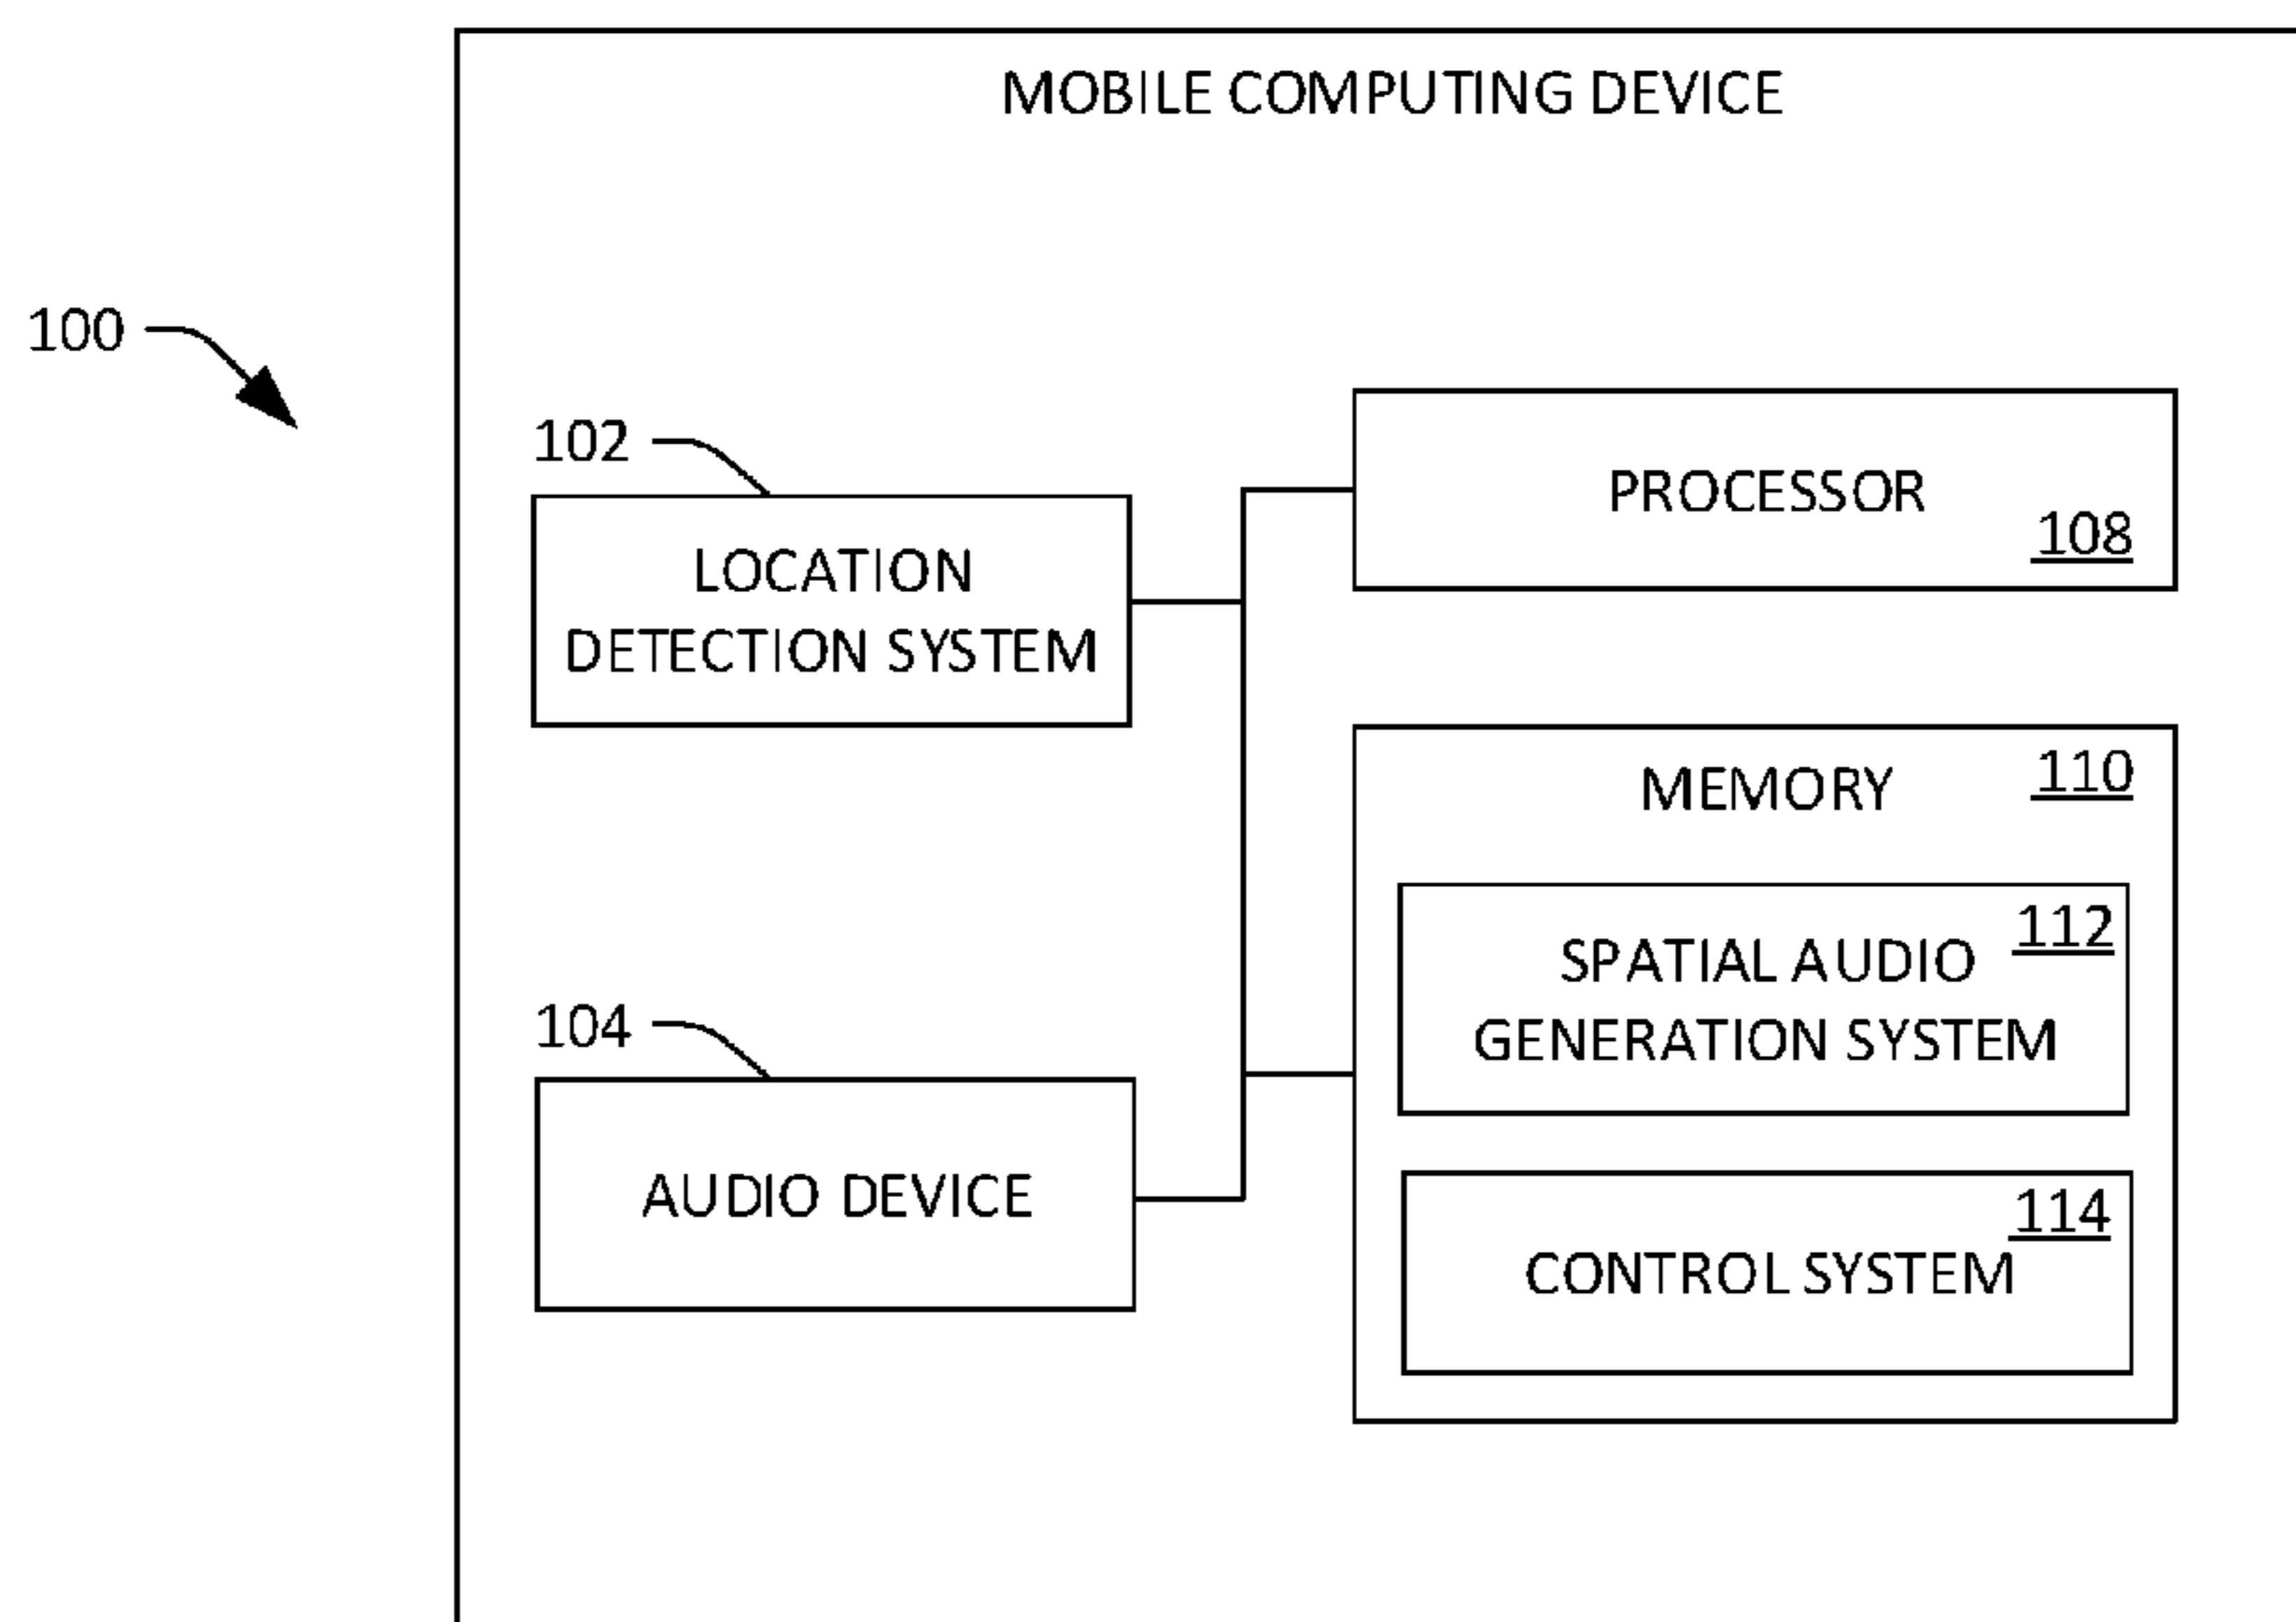 MOBILE COMPUTING DEVICE
100
102
LOCATION
DETECTION SYSTEM
PROCESSOR
108
MEMORY
110
112
SPATIAL AUDIO
GENERATION SYSTEM
104
AUDIO DEVICE
114
CONTROL SYSTEM